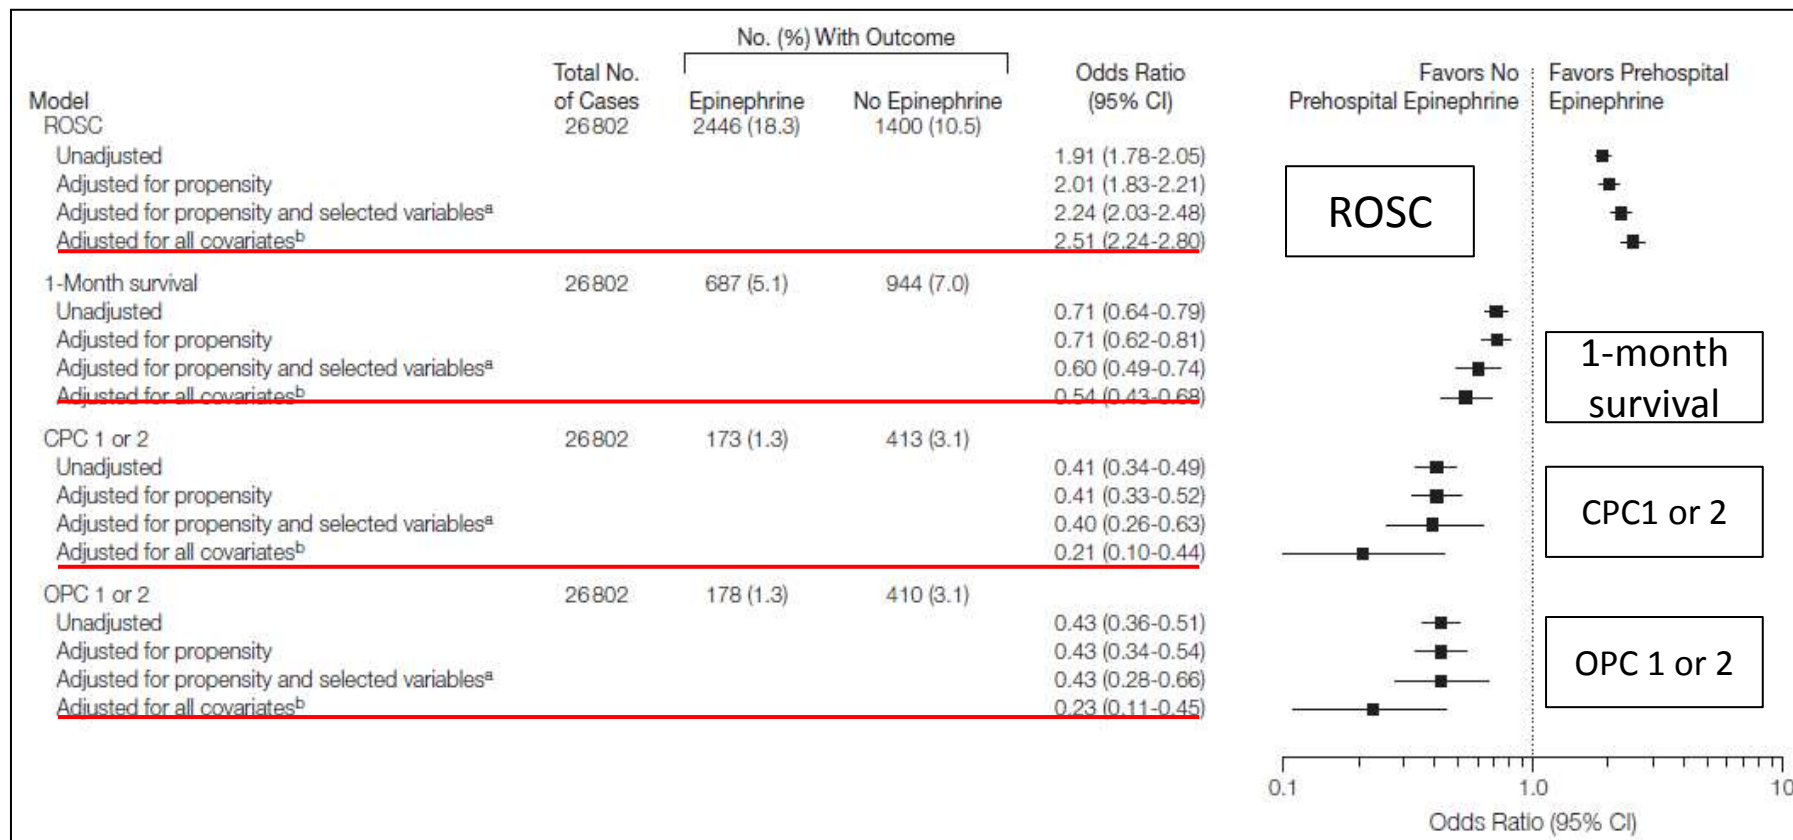 No. (%) With Outcome
Model Total No. of Cases Epinephrine No Epinephrine Odds Ratio (95% CI) Favors No Prehospital Epinephrine Favors Prehospital Epinephrine
ROSC 26 802 2446 (18.3) 1400 (10.5)
Unadjusted 1.91 (1.78-2.05)
Adjusted for propensity 2.01 (1.83-2.21)
Adjusted for propensity and selected variablesᵃ 2.24 (2.03-2.48)
Adjusted for all covariatesᵇ 2.51 (2.24-2.80)
ROSC
1-Month survival 26 802 687 (5.1) 944 (7.0)
Unadjusted 0.71 (0.64-0.79)
Adjusted for propensity 0.71 (0.62-0.81)
Adjusted for propensity and selected variablesᵃ 0.60 (0.49-0.74)
Adjusted for all covariatesᵇ 0.54 (0.43-0.68)
1-month
survival
CPC 1 or 2 26 802 173 (1.3) 413 (3.1)
Unadjusted 0.41 (0.34-0.49)
Adjusted for propensity 0.41 (0.33-0.52)
Adjusted for propensity and selected variablesᵃ 0.40 (0.26-0.63)
Adjusted for all covariatesᵇ 0.21 (0.10-0.44)
CPC1 or 2
OPC 1 or 2 26 802 178 (1.3) 410 (3.1)
Unadjusted 0.43 (0.36-0.51)
Adjusted for propensity 0.43 (0.34-0.54)
Adjusted for propensity and selected variablesᵃ 0.43 (0.28-0.66)
Adjusted for all covariatesᵇ 0.23 (0.11-0.45)
OPC 1 or 2
0.1 1.0 10
Odds Ratio (95% CI)